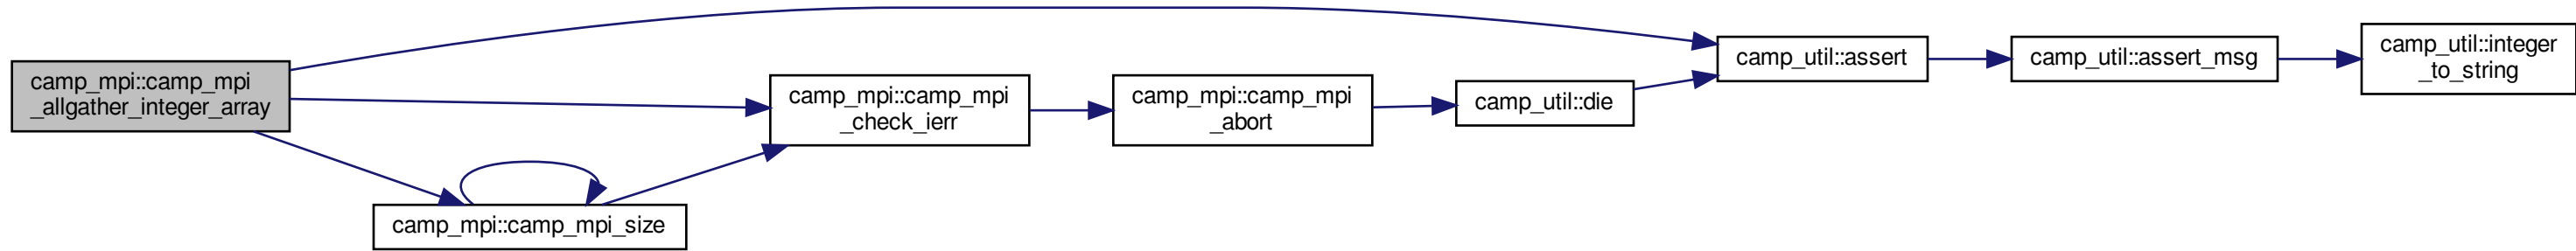 camp_mpi::camp_mpi
_allgather_integer_array
camp_mpi::camp_mpi_size
camp_mpi::camp_mpi
_check_ierr
camp_mpi::camp_mpi
_abort
camp_util::die
camp_util::assert
camp_util::assert_msg
camp_util::integer
_to_string